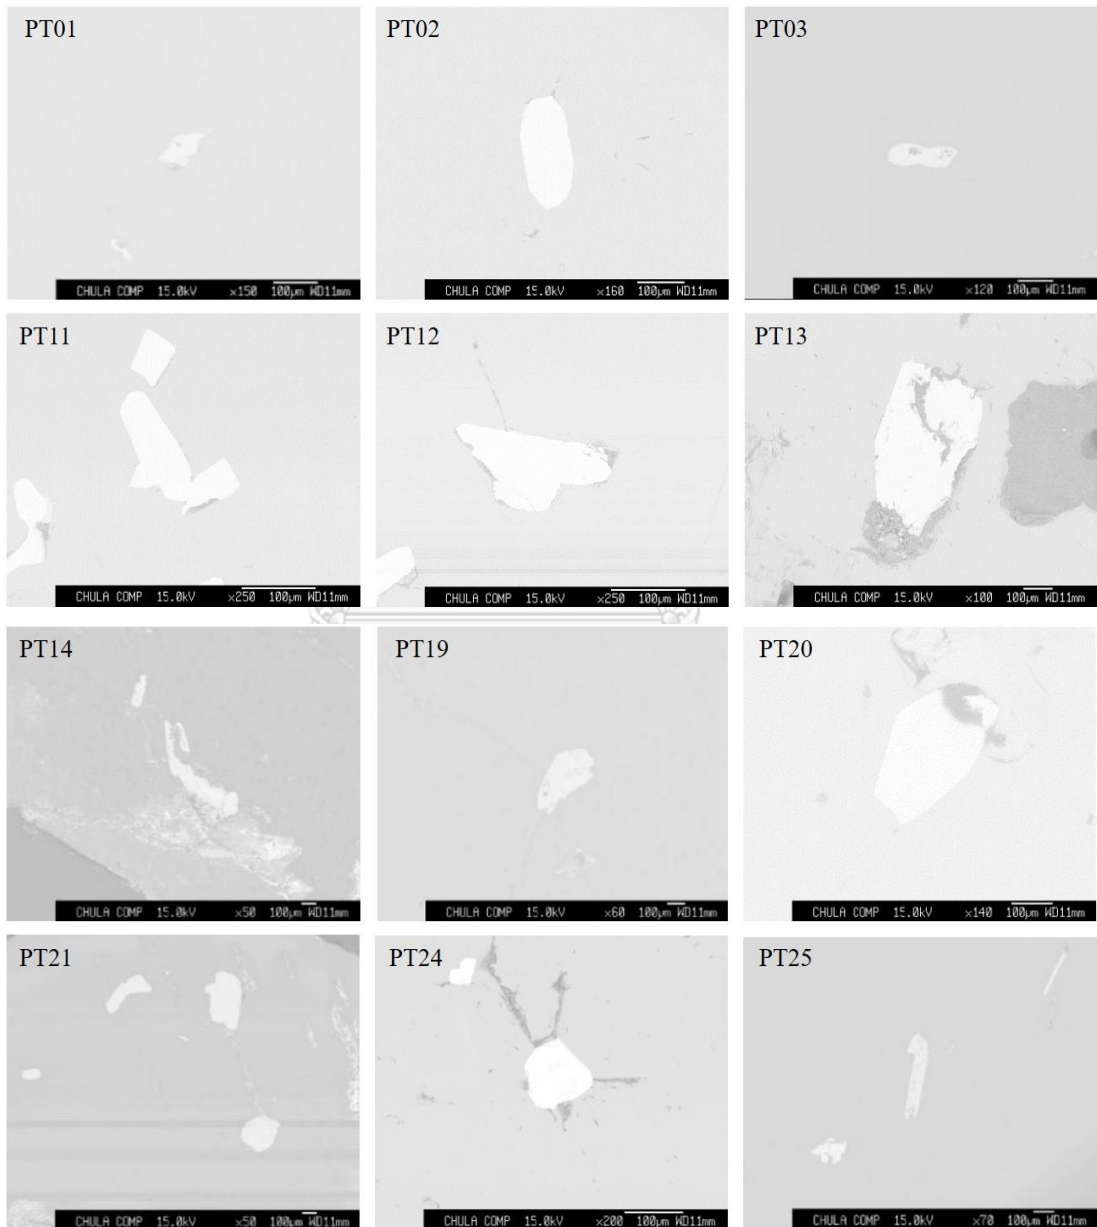 PT01
PT02
PT03
CHULA COMP 15.0kV ×150 100µm WD11mm
CHULA COMP 15.0kV ×160 100µm WD11mm
CHULA COMP 15.0kV ×120 100µm WD11mm
PT11
PT12
PT13
CHULA COMP 15.0kV ×250 100µm WD11mm
CHULA COMP 15.0kV ×250 100µm WD11mm
CHULA COMP 15.0kV ×100 100µm WD11mm
PT14
PT19
PT20
CHULA COMP 15.0kV ×50 100µm WD11mm
CHULA COMP 15.0kV ×60 100µm WD11mm
CHULA COMP 15.0kV ×140 100µm WD11mm
PT21
PT24
PT25
CHULA COMP 15.0kV ×50 100µm WD11mm
CHULA COMP 15.0kV ×200 100µm WD11mm
CHULA COMP 15.0kV ×70 100µm WD11mm